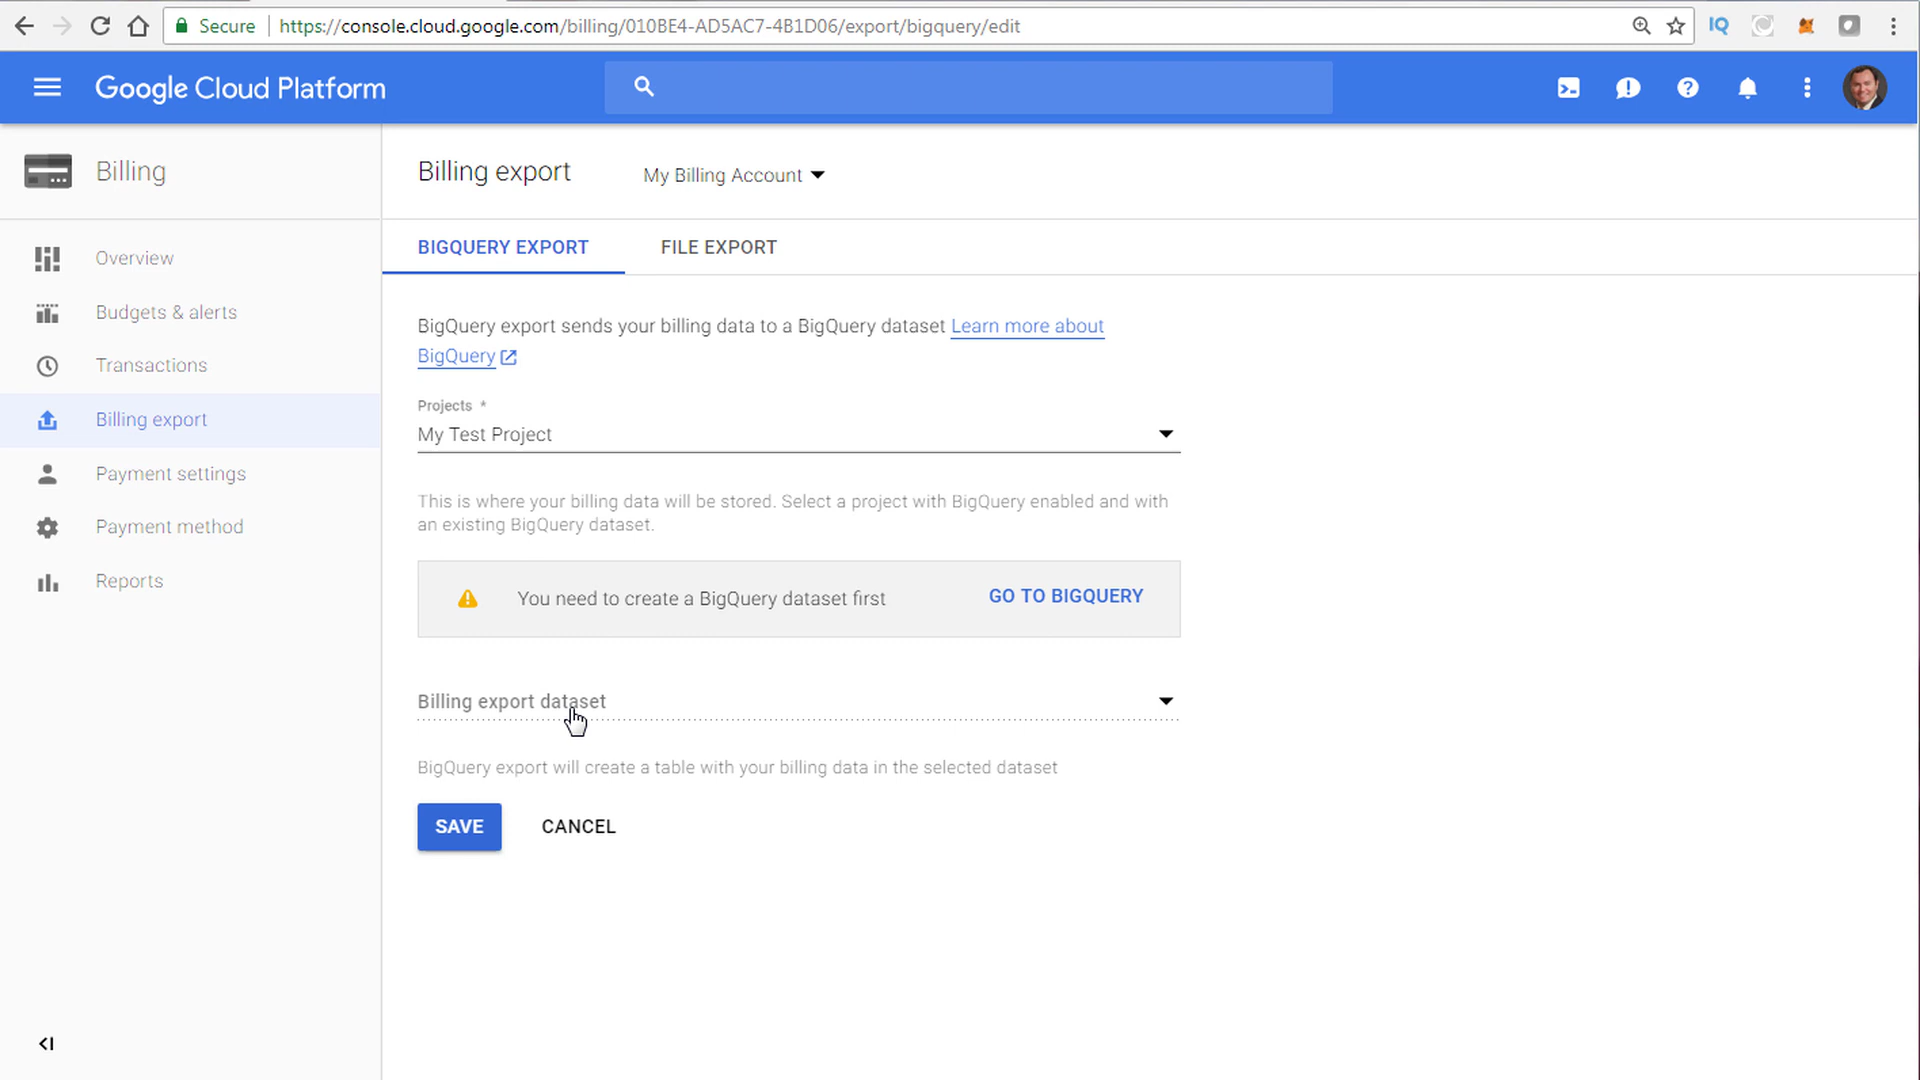 Secure https://console.cloud.google.com/billing/010BE4-AD5AC7-4B1D06/export/bigquery/edit
IQ
Google Cloud Platform
Billing
Billing export
My Billing Account
Overview
Budgets & alerts
Transactions
Billing export
Payment settings
Payment method
Reports
BIGQUERY EXPORT
FILE EXPORT
BigQuery export sends your billing data to a BigQuery dataset Learn more about
BigQuery
Projects *
My Test Project
This is where your billing data will be stored. Select a project with BigQuery enabled and with
an existing BigQuery dataset.
You need to create a BigQuery dataset first
GO TO BIGQUERY
Billing export dataset
BigQuery export will create a table with your billing data in the selected dataset
SAVE
CANCEL